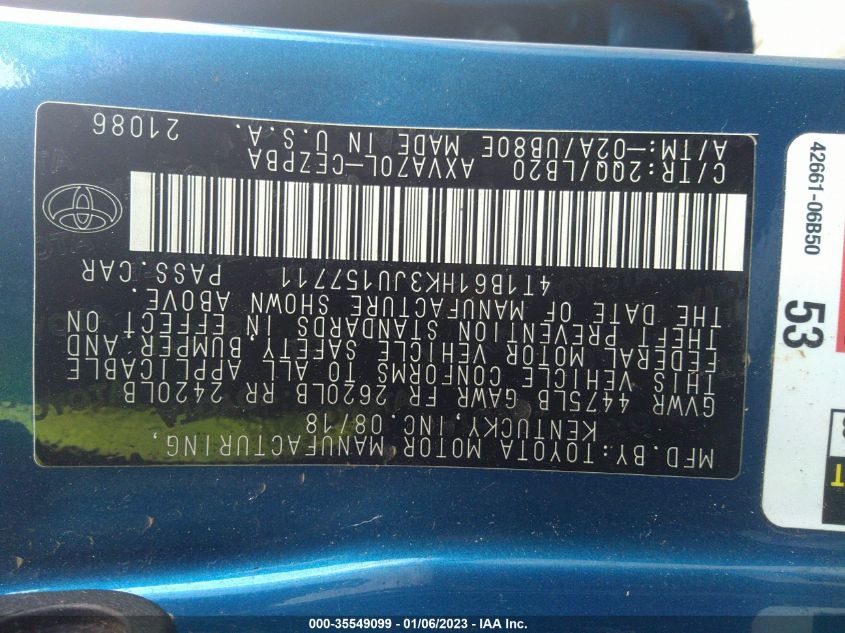 MFD.BY:TOYOTA MOTOR MANUFACTURING,
KENTUCKY,INC. 08/18
GVWR 4475LB GAWR FR 2620LB RR 2420LB
THIS VEHICLE CONFORMS TO ALL APPLICABLE
FEDERAL MOTOR VEHICLE SAFETY, BUMPER,AND
THEFT PREVENTION STANDARDS IN EFFECT ON
THE DATE OF MANUFACTURE SHOWN ABOVE.
4T1B61HK3JU157711 PASS.CAR
AXVA70L-CEZPBA
C/TR:2QQ/LB20
A/TM:-02A/UB80E MADE IN U.S.A. 21086
42661-06B50
53
000-35549099 | 01/06/2023 - © IAA Inc.